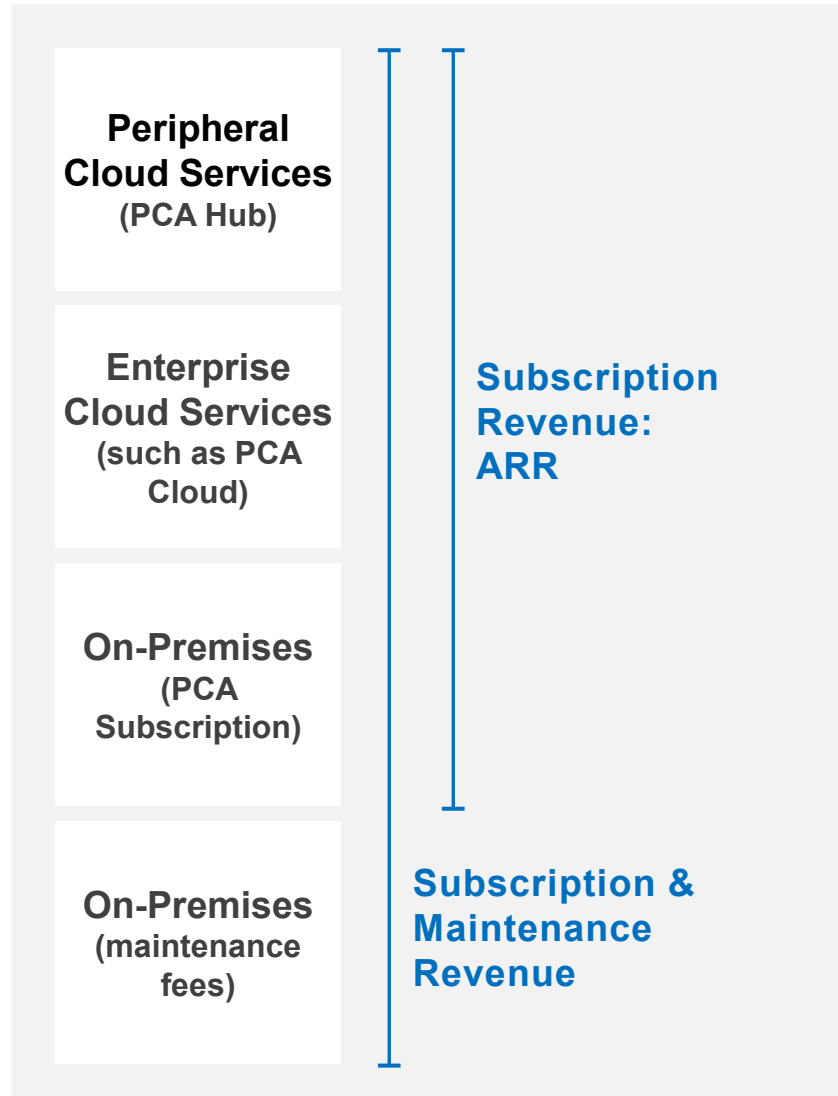 Peripheral
Cloud Services
(PCA Hub)
Enterprise
Cloud Services
(such as PCA
Cloud)
On-Premises
(PCA
Subscription)
On-Premises
(maintenance
fees)
Subscription
Revenue:
ARR
Subscription &
Maintenance
Revenue